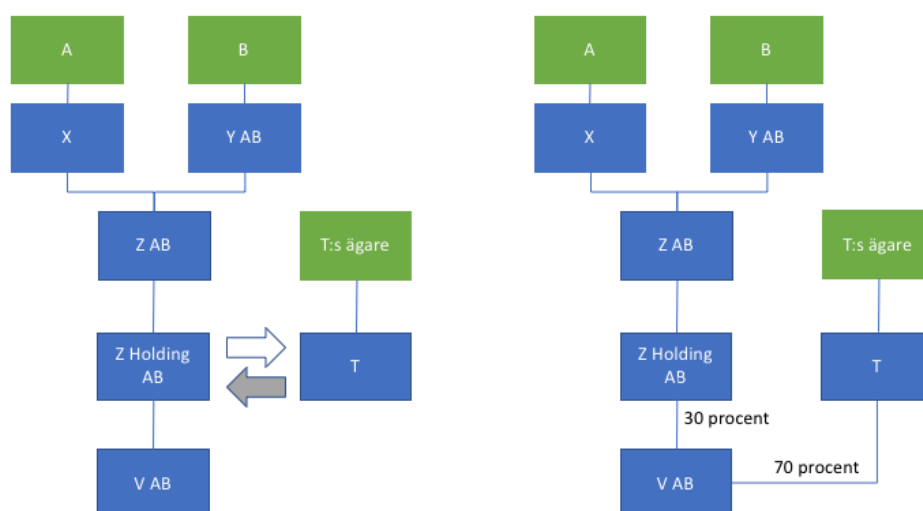 A
B
X
Y AB
Z AB
T:s ägare
Z Holding
AB
T
V AB
A
B
X
Y AB
Z AB
T:s ägare
Z Holding
AB
T
30 procent
70 procent
V AB